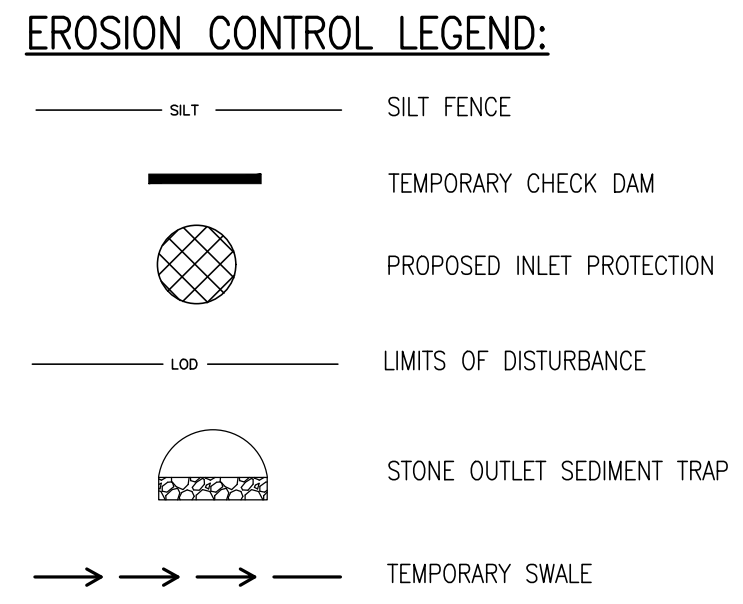 EROSION CONTROL LEGEND:
SILT SILT FENCE
TEMPORARY CHECK DAM
PROPOSED INLET PROTECTION
LOD LIMITS OF DISTURBANCE
STONE OUTLET SEDIMENT TRAP
TEMPORARY SWALE